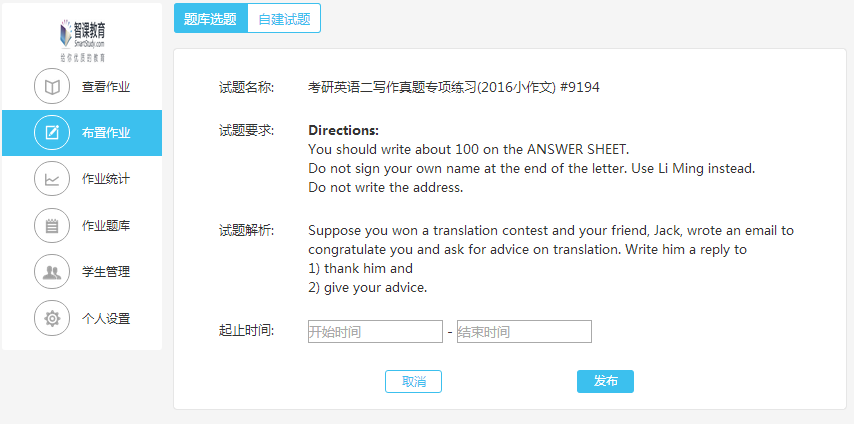 智课教育
SmartStudy.com
给你优质的教育
查看作业
布置作业
作业统计
作业题库
学生管理
个人设置
题库选题 自建试题
试题名称: 考研英语二写作真题专项练习(2016小作文) #9194
试题要求: Directions:
You should write about 100 on the ANSWER SHEET.
Do not sign your own name at the end of the letter. Use Li Ming instead.
Do not write the address.
试题解析: Suppose you won a translation contest and your friend, Jack, wrote an email to
congratulate you and ask for advice on translation. Write him a reply to
1) thank him and
2) give your advice.
起止时间: 开始时间 - 结束时间
取消 发布